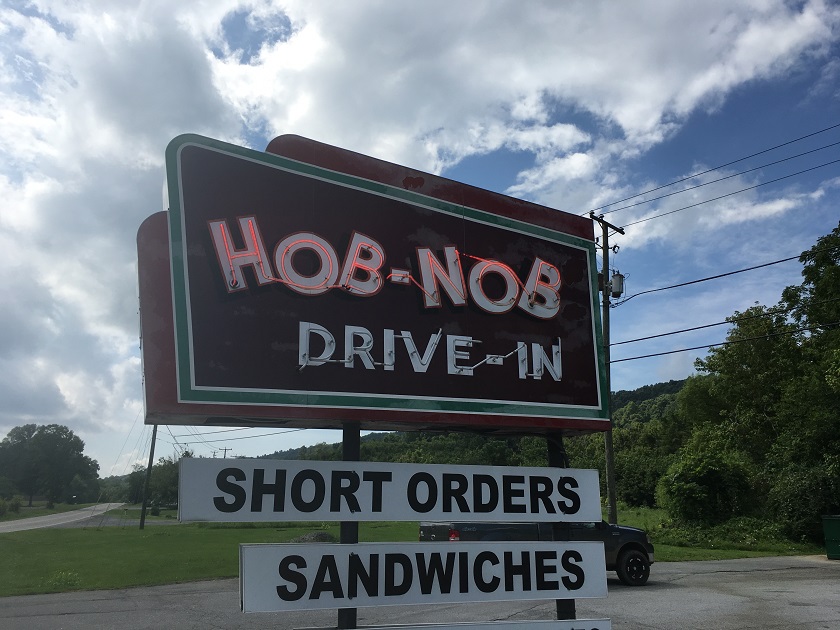 HOB-NOB
DRIVE-IN
SHORT ORDERS
SANDWICHES